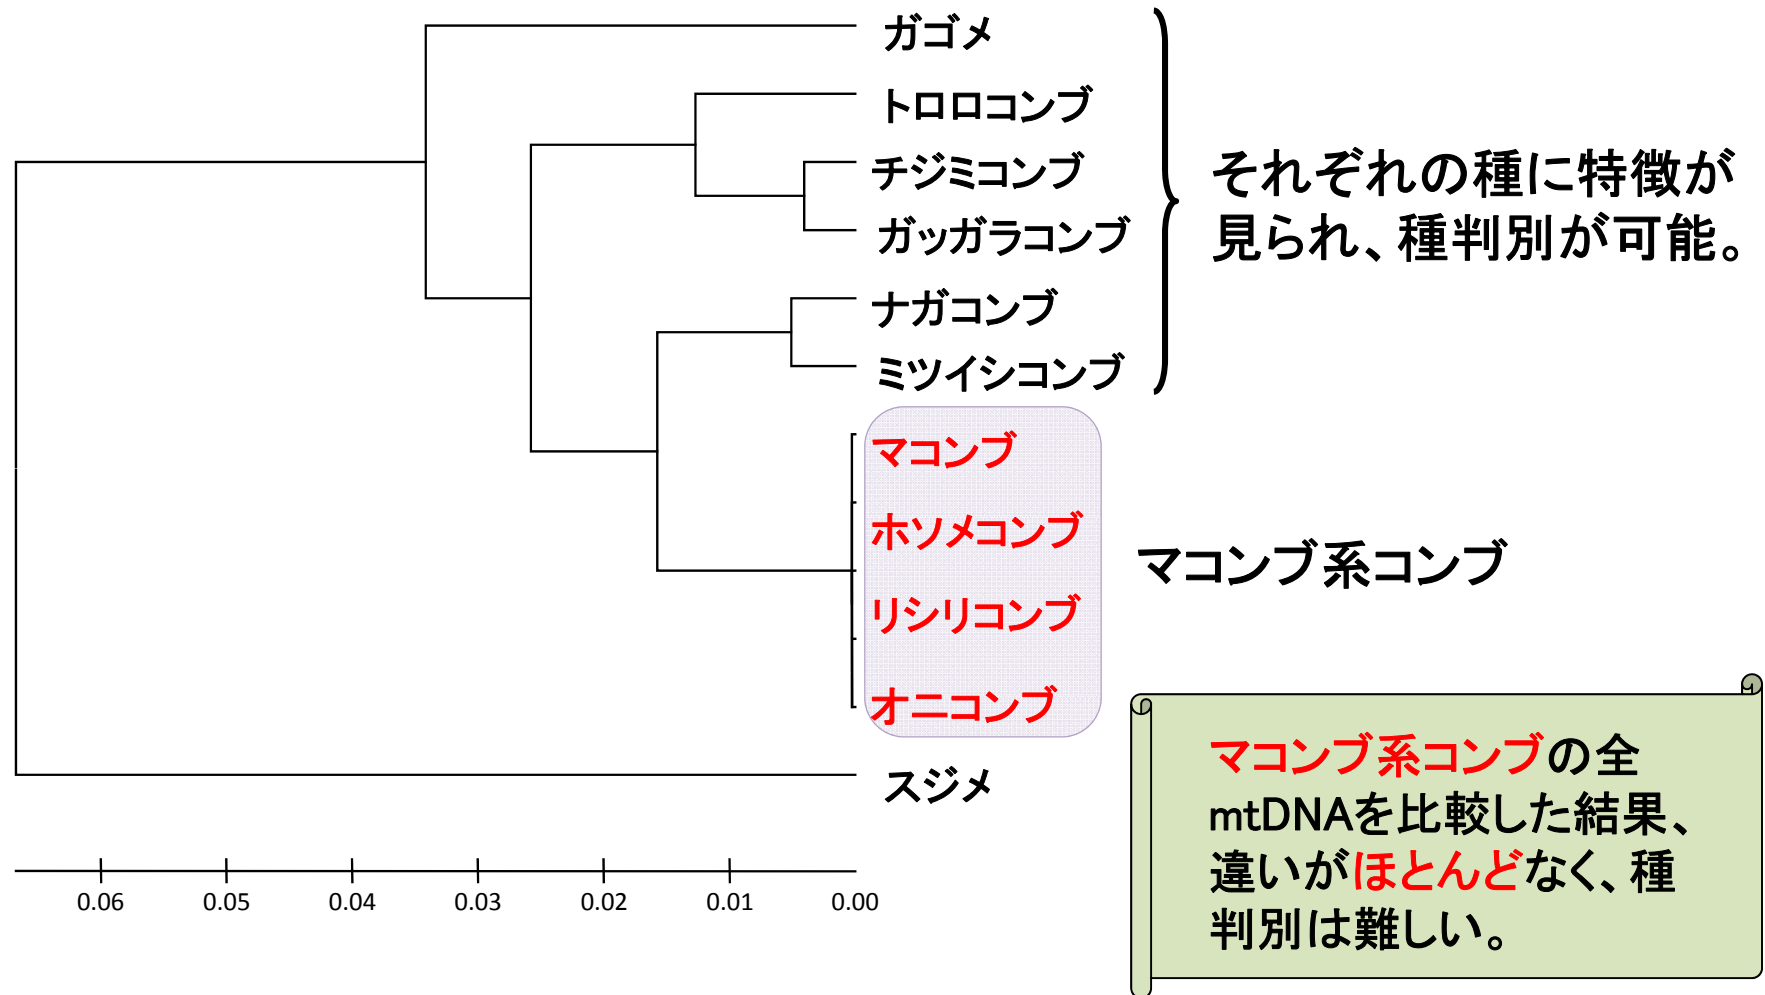 ガゴメ
トロロコンブ
チジミコンブ
ガッガラコンブ
ナガコンブ
ミツイシコンブ
それぞれの種に特徴が
見られ、種判別が可能。
マコンブ
ホソメコンブ
リシリコンブ
オニコンブ
マコンブ系コンブ
スジメ
マコンブ系コンブの全
mtDNAを比較した結果、
違いがほとんどなく、種
判別は難しい。
0.06 0.05 0.04 0.03 0.02 0.01 0.00